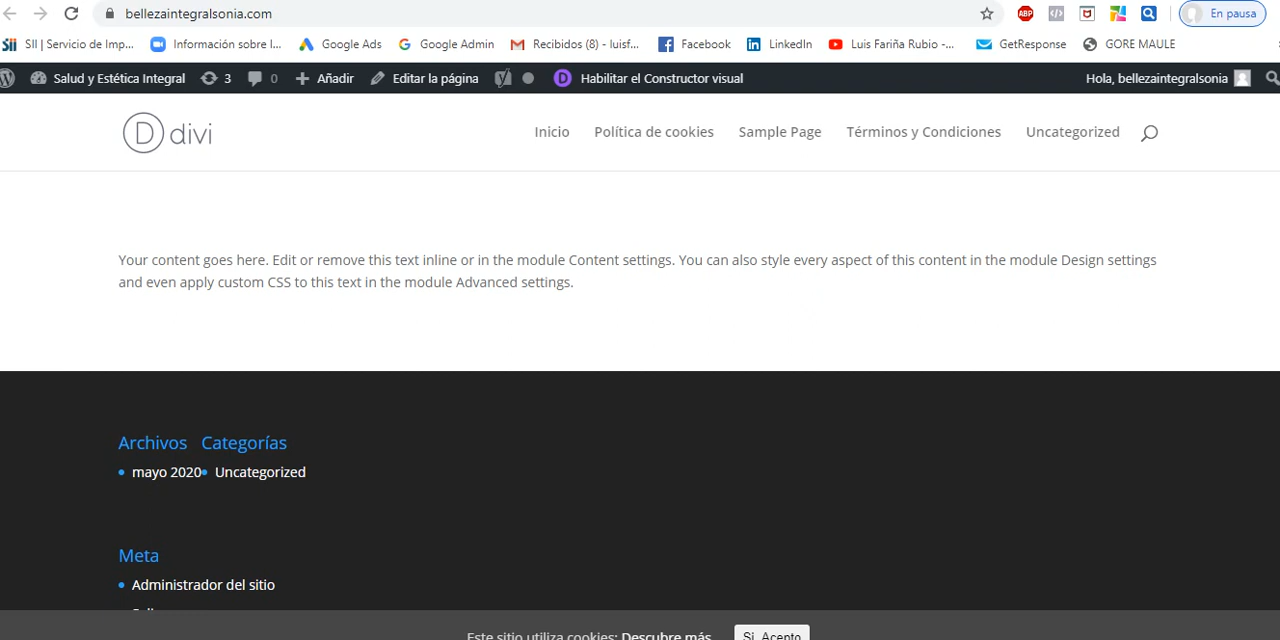 bellezaintegralsonia.com
ABP
En pausa
Sii SII | Servicio de Imp... Información sobre l... Google Ads Google Admin Recibidos (8) - luisf... Facebook LinkedIn Luis Fariña Rubio -... GetResponse GORE MAULE
Salud y Estética Integral 3 0 Añadir Editar la página Habilitar el Constructor visual Hola, bellezaintegralsonia
D divi Inicio Política de cookies Sample Page Términos y Condiciones Uncategorized
Your content goes here. Edit or remove this text inline or in the module Content settings. You can also style every aspect of this content in the module Design settings
and even apply custom CSS to this text in the module Advanced settings.
Archivos Categorías
mayo 2020 Uncategorized
Meta
Administrador del sitio
Este sitio utiliza cookies: Descubre más. Si, Acepto